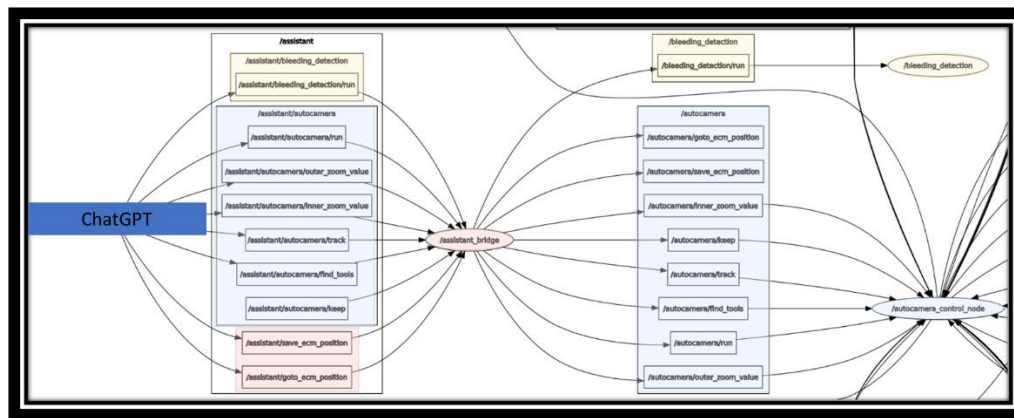 /assistant
/assistant/bleeding_detection
/assistant/bleeding_detection/run
/assistant/autocamera
/assistant/autocamera/run
/assistant/autocamera/outer_zoom_value
/assistant/autocamera/inner_zoom_value
ChatGPT
/assistant/autocamera/track
/assistant/autocamera/find_tools
/assistant/autocamera/keep
/assistant/save_ecm_position
/assistant/goto_ecm_position
/assistant_bridge
/bleeding_detection
/bleeding_detection/run
/bleeding_detection
/autocamera
/autocamera/goto_ecm_position
/autocamera/save_ecm_position
/autocamera/inner_zoom_value
/autocamera/keep
/autocamera/track
/autocamera/find_tools
/autocamera/run
/autocamera/outer_zoom_value
/autocamera_control_node